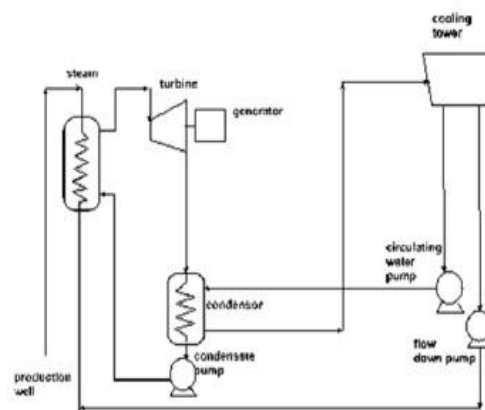 cooling
tower
steam
turbine
generator
circulating
water
pump
condensor
condensate
pump
flow
down pump
production
well